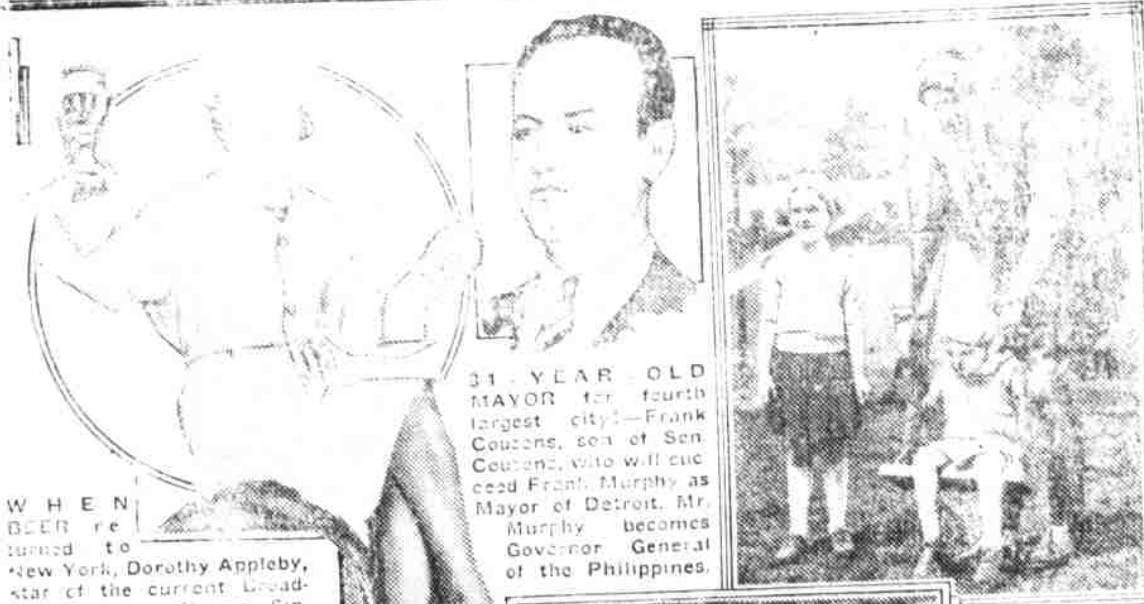 WHEN
BEER re
turned to
New York, Dorothy Appleby,
star of the current Broad-
31-YEAR-OLD
MAYOR for fourth
largest city!—Frank
Couzens, son of Sen.
Couzens, who will suc
ceed Frank Murphy as
Mayor of Detroit. Mr.
Murphy becomes
Governor General
of the Philippines.